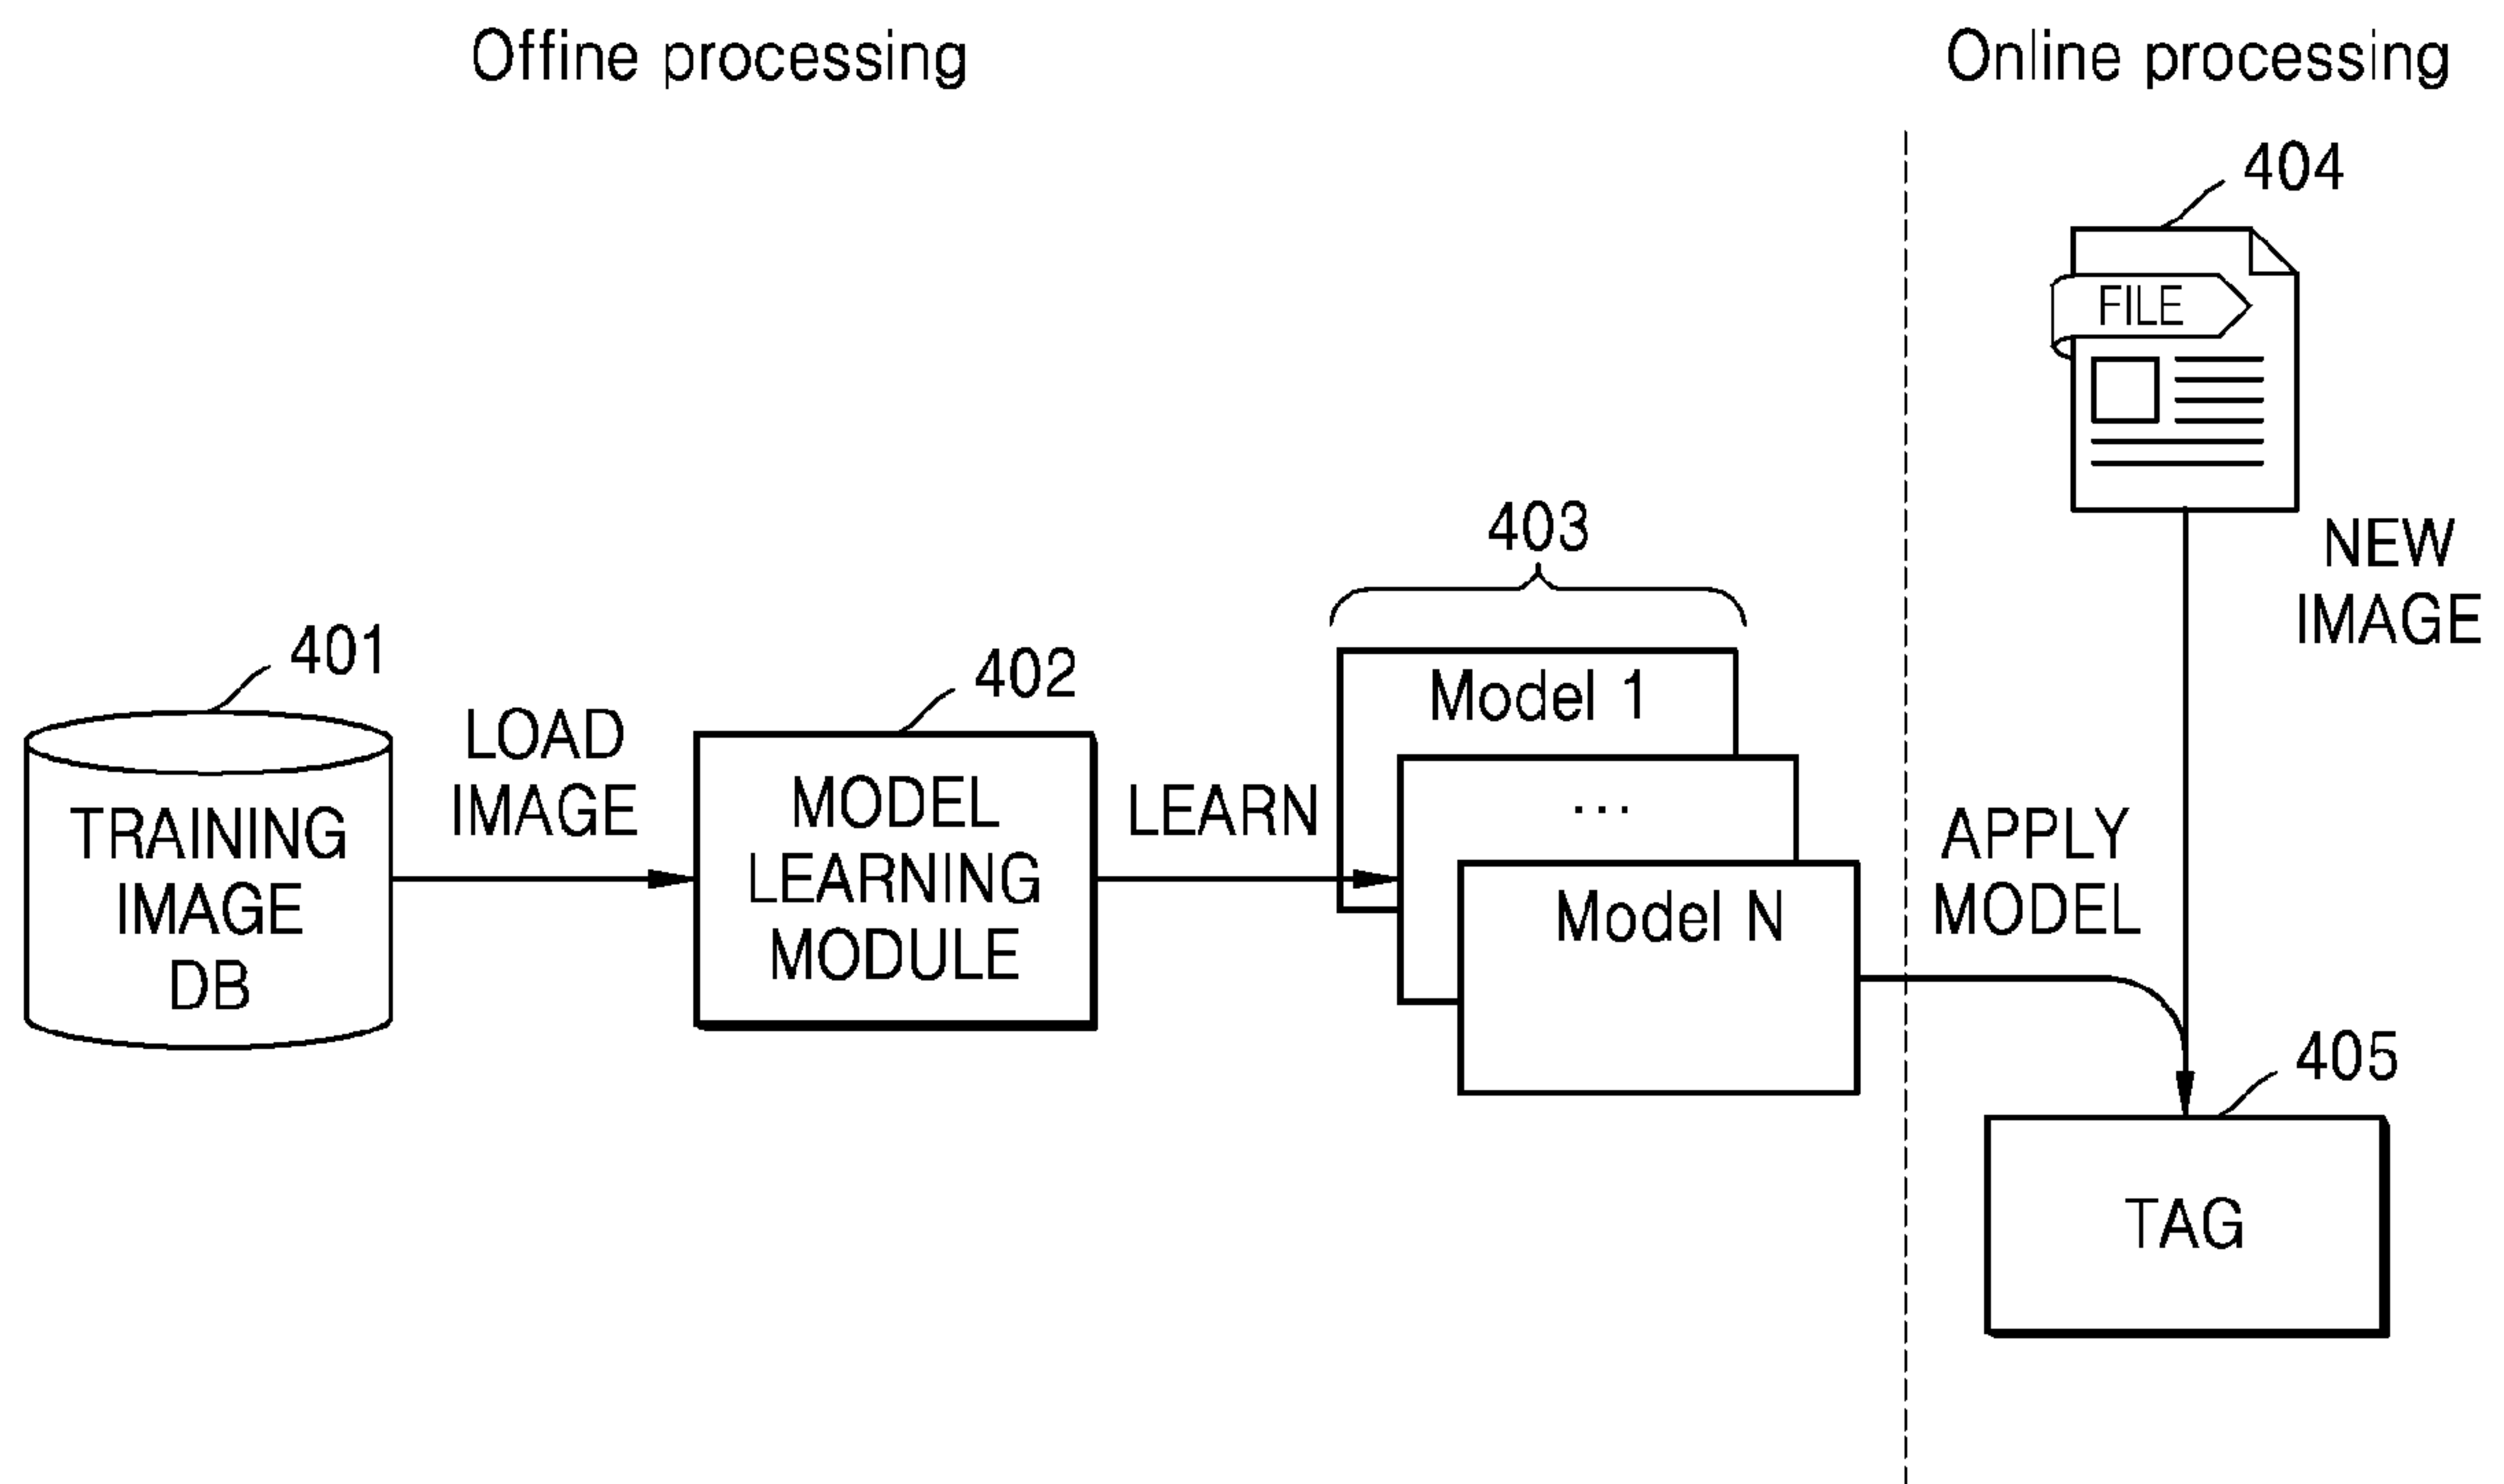 Offine processing
Online processing
404
FILE
NEW
IMAGE
403
401
402
Model 1
LOAD
IMAGE
MODEL
LEARNING
MODULE
LEARN
...
TRAINING
IMAGE
DB
Model N
APPLY
MODEL
405
TAG